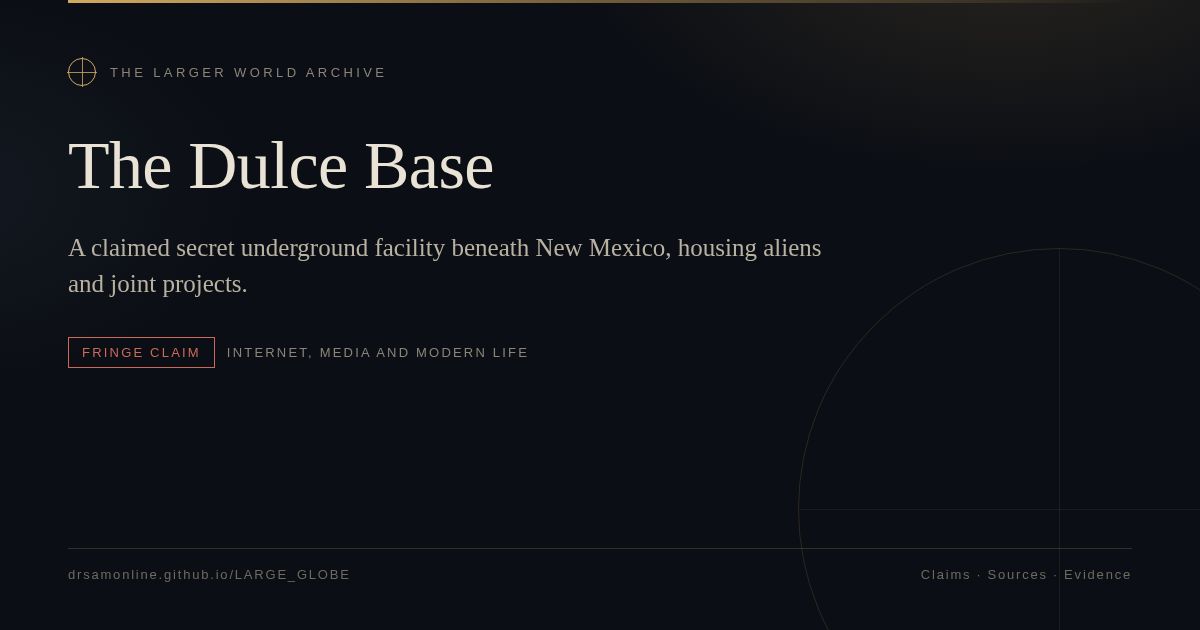 THE LARGER WORLD ARCHIVE
The Dulce Base
A claimed secret underground facility beneath New Mexico, housing aliens
and joint projects.
FRINGE CLAIM INTERNET, MEDIA AND MODERN LIFE
drsamonline.github.io/LARGE_GLOBE
Claims · Sources · Evidence